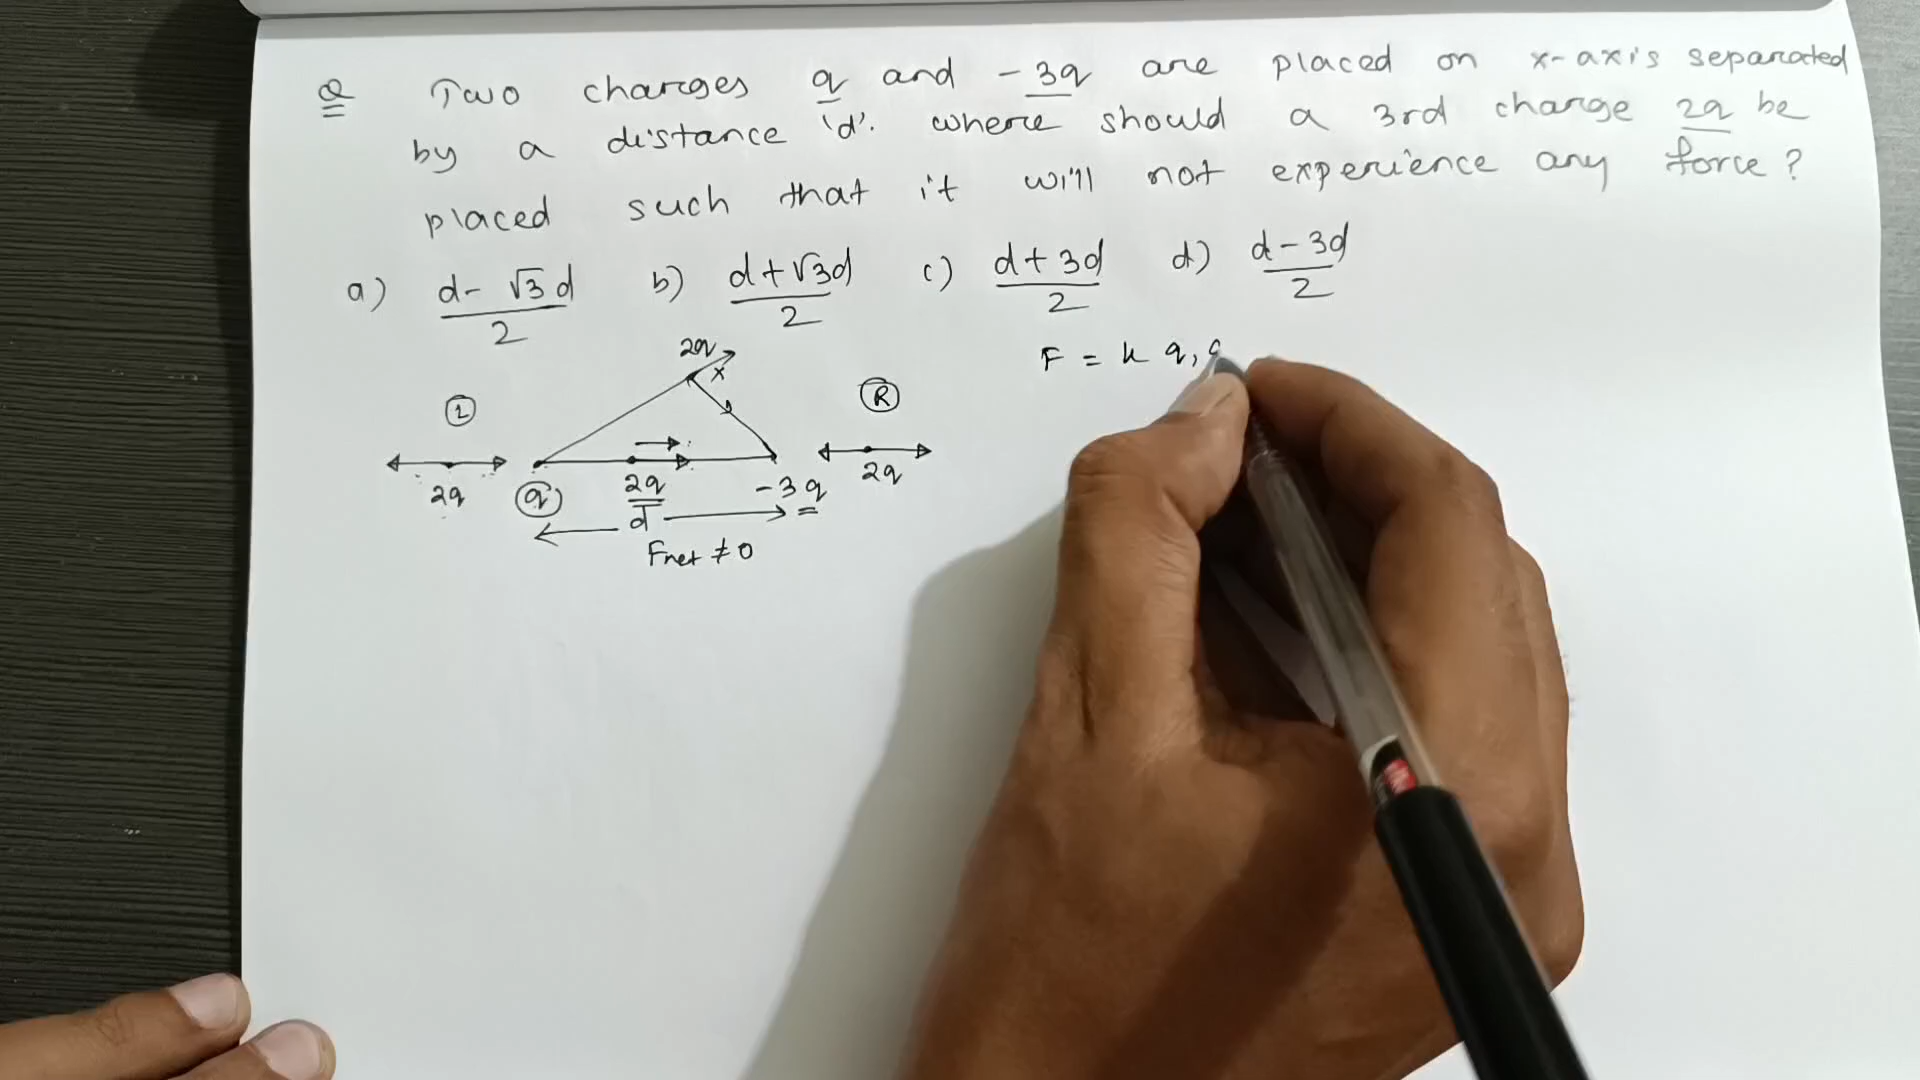 Q Two charges q and -3q are placed on x-axis separated
by a distance 'd'. where should a 3rd charge 2q be
placed such that it will not experience any force?
a) d-√3d/2 b) d+√3d/2 c) d+3d/2 d) d-3d/2
2q x
F = k q,
L R
2q q 2q -3q 2q
d
Fnet ≠ 0